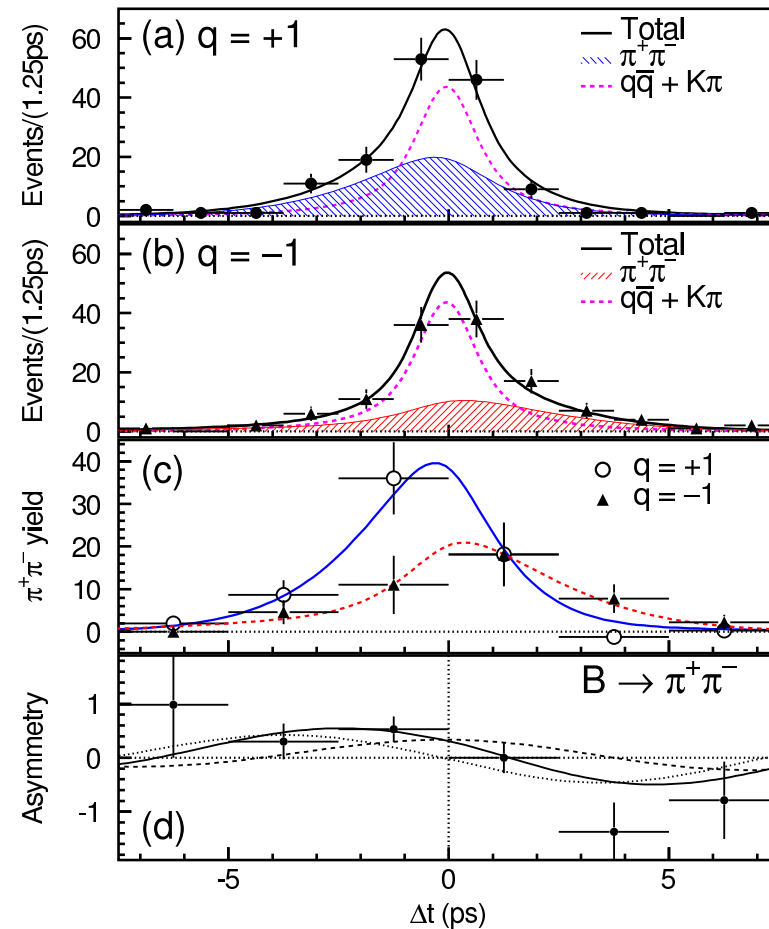 (a) q = +1
Total
π⁺π⁻
qq̅ + Kπ
Events/(1.25ps)
60
40
20
0
(b) q = −1
Total
π⁺π⁻
qq̅ + Kπ
Events/(1.25ps)
60
40
20
0
(c)
q = +1
q = −1
π⁺π⁻ yield
40
30
20
10
0
B → π⁺π⁻
Asymmetry
1
0
-1
(d)
-5
0
5
Δt (ps)